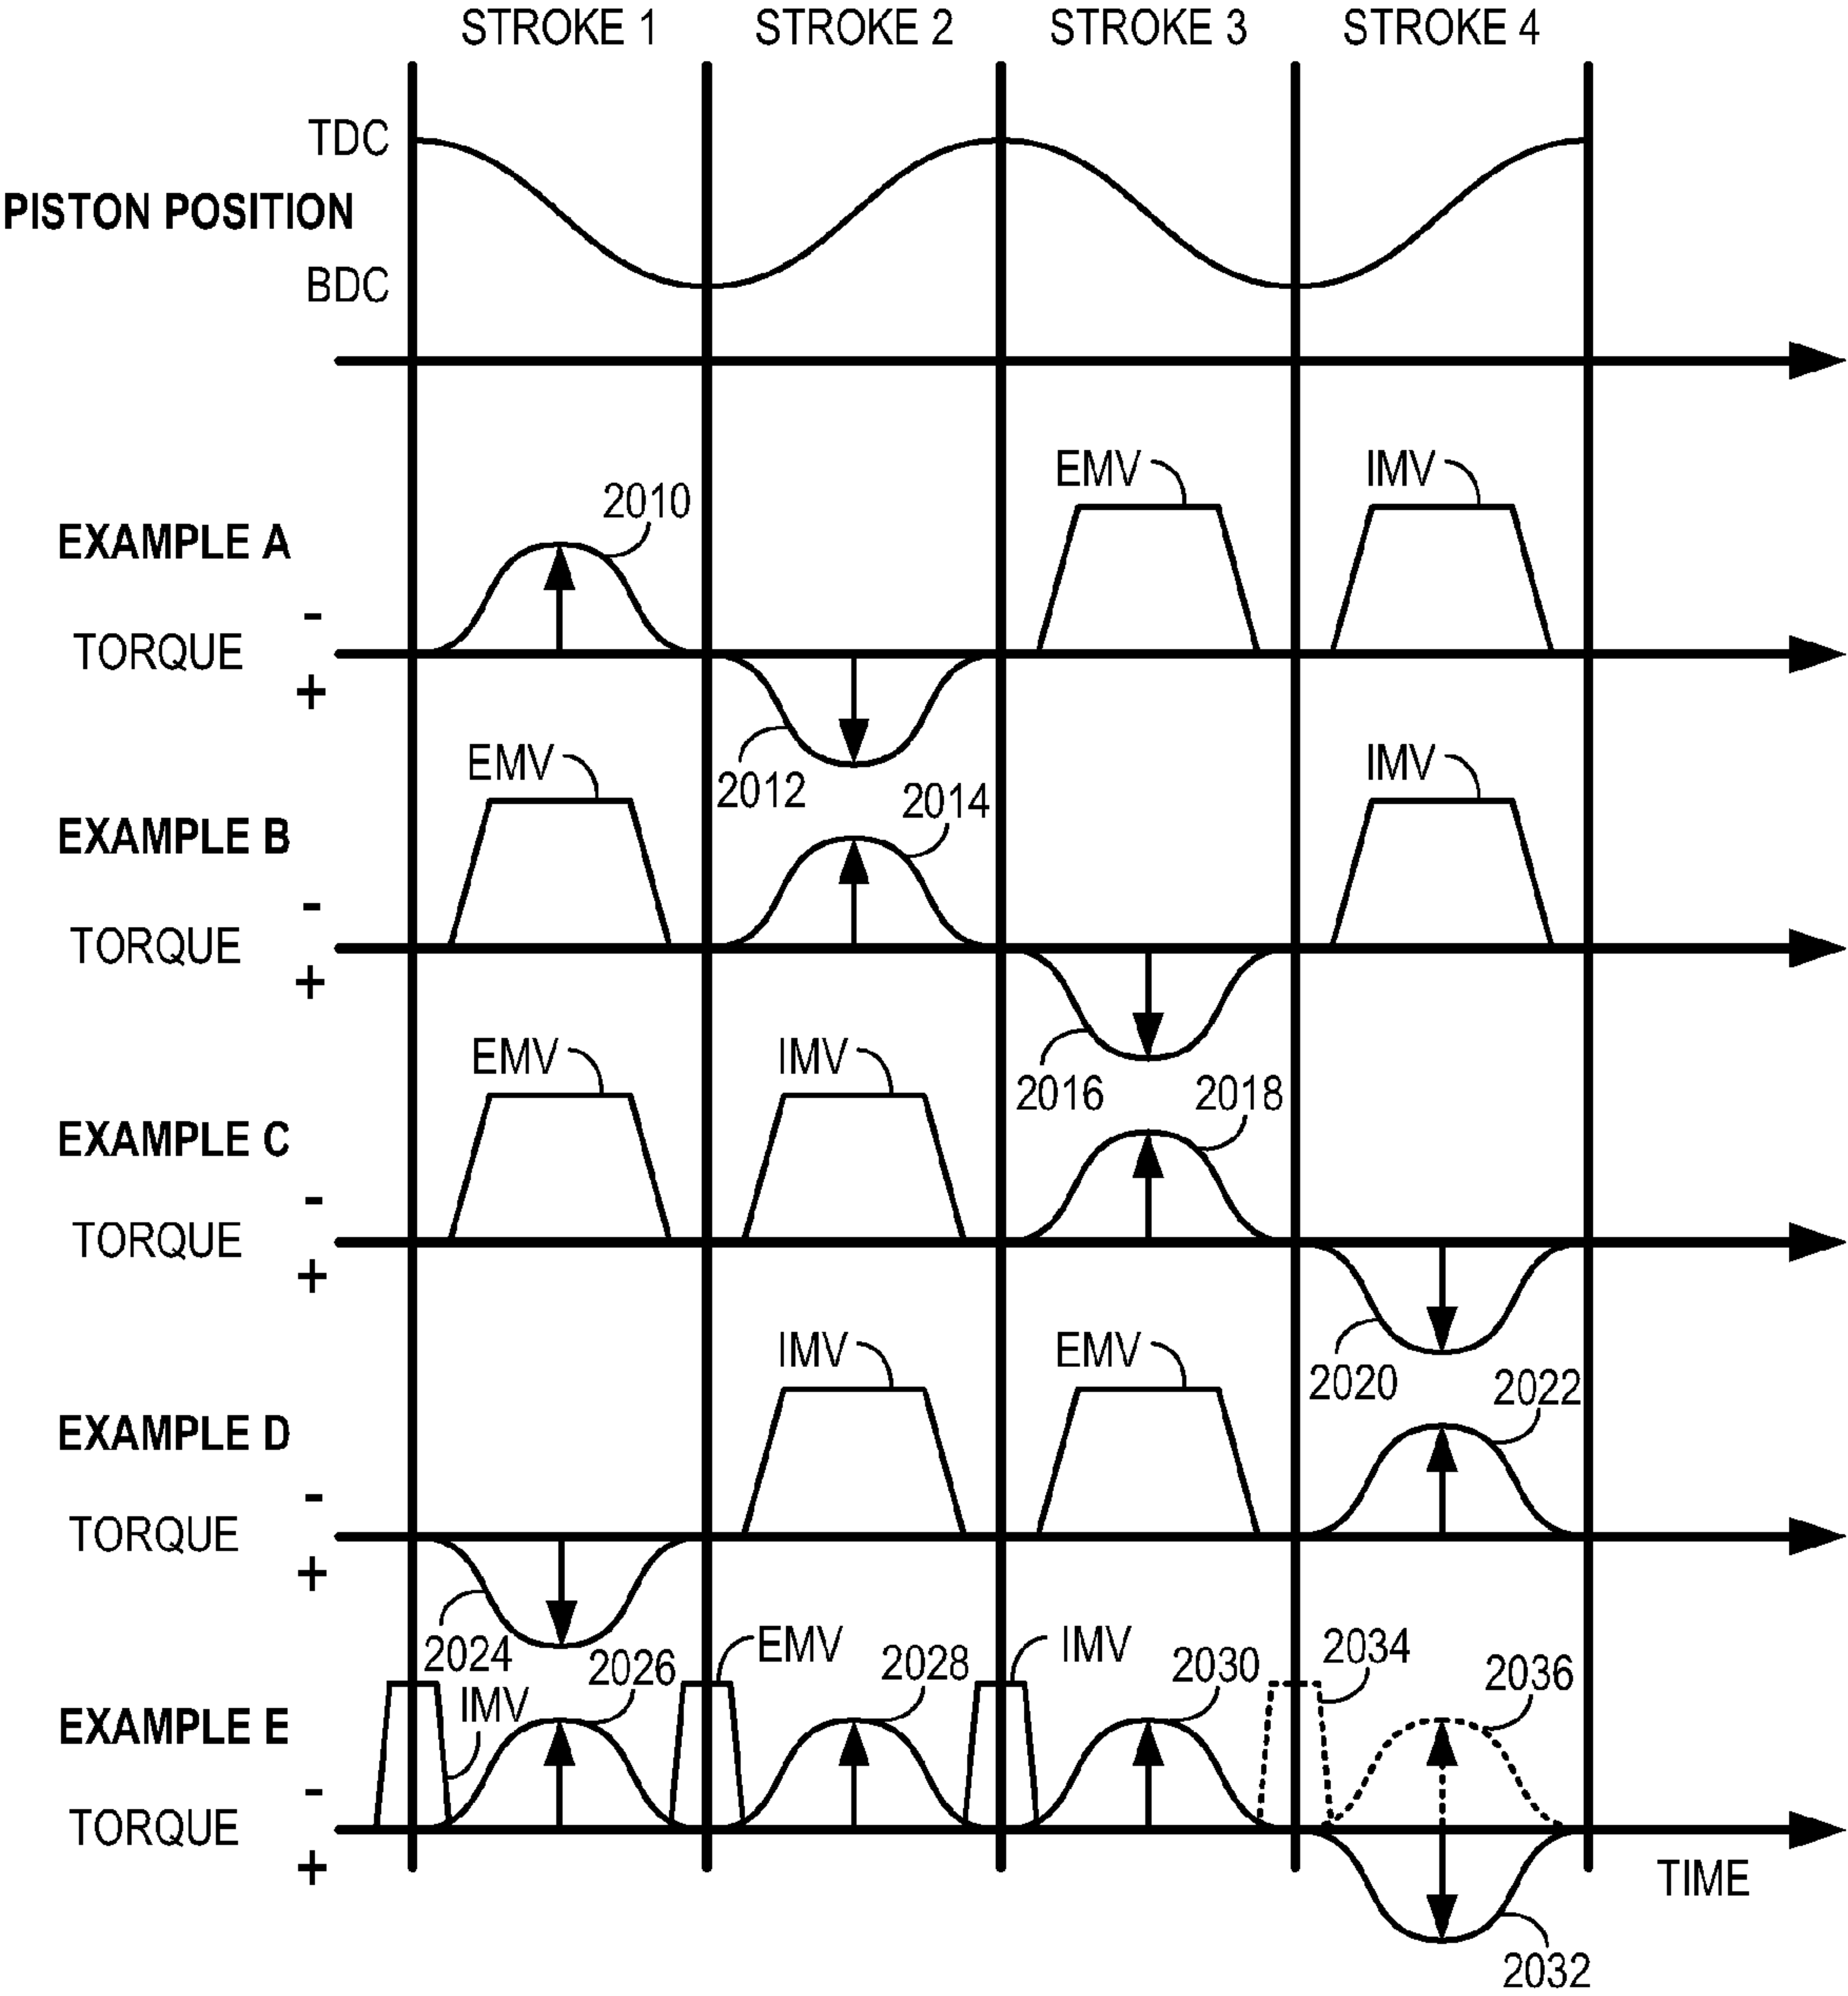 STROKE 1 STROKE 2 STROKE 3 STROKE 4
TDC
PISTON POSITION
BDC
EMV IMV
2010
EXAMPLE A
-
TORQUE
+
EMV 2012 IMV
2014
EXAMPLE B
-
TORQUE
+
EMV IMV 2016 2018
EXAMPLE C
-
TORQUE
+
IMV EMV 2020 2022
EXAMPLE D
-
TORQUE
+
2024 2026 EMV 2028 IMV 2030 2034 2036
IMV
EXAMPLE E
-
TORQUE
+
TIME
2032